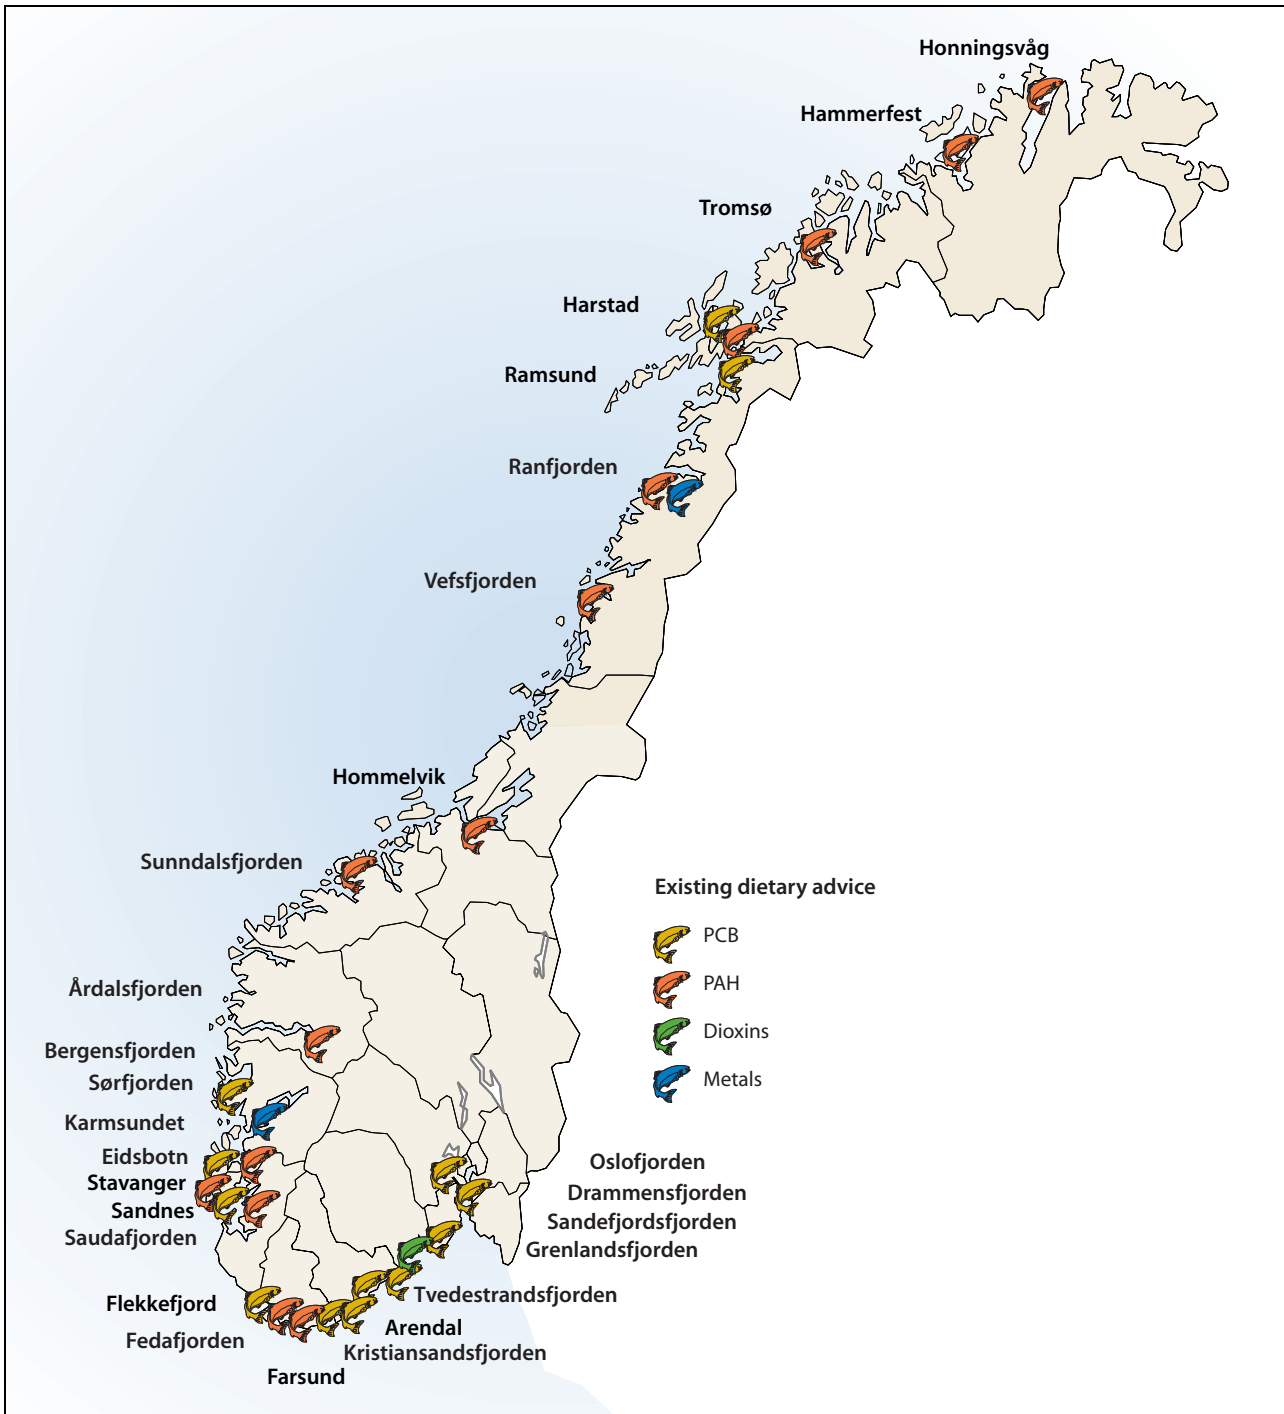 Honningsvåg
Hammerfest
Tromsø
Harstad
Ramsund
Ranfjorden
Vefsfjorden
Hommelvik
Sunndalsfjorden
Existing dietary advice
PCB
PAH
Dioxins
Metals
Årdalsfjorden
Bergensfjorden
Sørfjorden
Karmsundet
Eidsbotn
Stavanger
Sandnes
Saudafjorden
Oslofjorden
Drammensfjorden
Sandefjordsfjorden
Grenlandsfjorden
Tvedestrandsfjorden
Flekkefjord
Arendal
Fedafjorden
Kristiansandsfjorden
Farsund